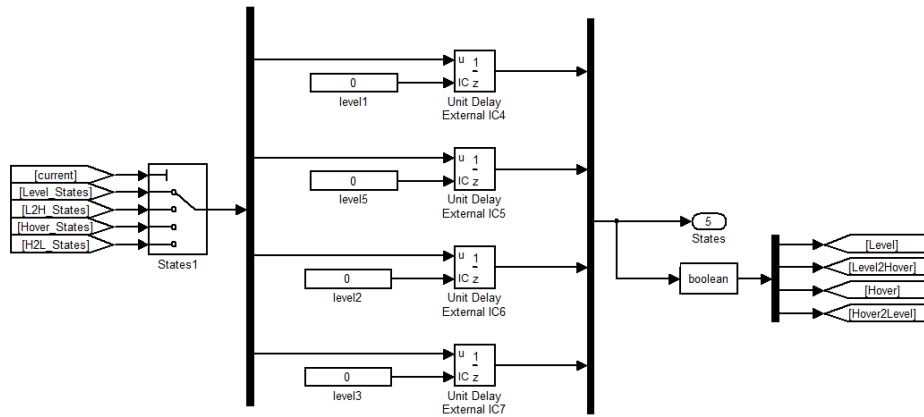 u
1
z
IC
0
level1
Unit Delay
External IC4
u
1
z
IC
0
level5
Unit Delay
External IC5
[current]
[Level_States]
[L2H_States]
[Hover_States]
[H2L_States]
States1
5
States
u
1
z
IC
0
level2
Unit Delay
External IC6
boolean
[Level]
[Level2Hover]
[Hover]
[Hover2Level]
u
1
z
IC
0
level3
Unit Delay
External IC7